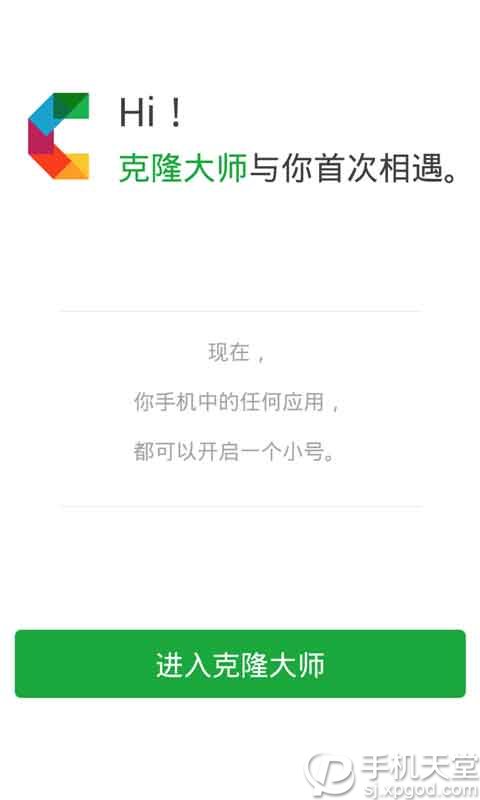 Hi！
克隆大师与你首次相遇。
现在，
你手机中的任何应用，
都可以开启一个小号。
进入克隆大师
手机天堂
sj.xpgod.com